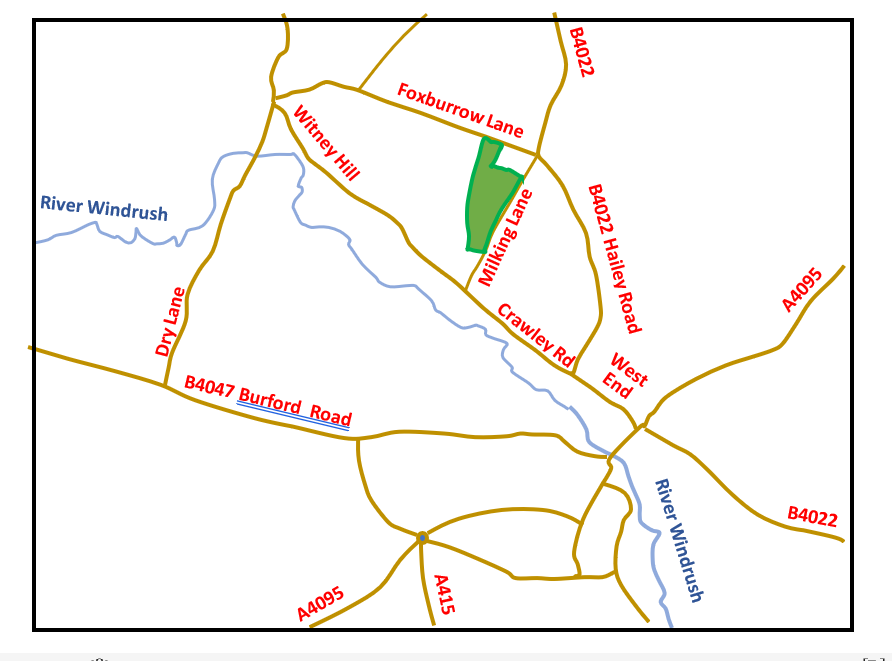 B4022
Foxburrow Lane
Witney Hill
River Windrush
B4022 Hailey Road
Milking Lane
A4095
Dry Lane
Crawley Rd
West
End
B4047 Burford Road
River Windrush
B4022
A4095
A415